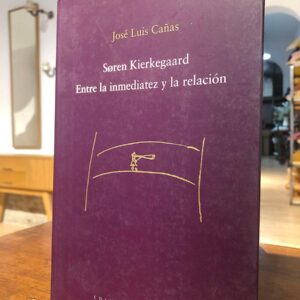 José Luis Cañas
Søren Kierkegaard
Entre la inmediatez y la relación